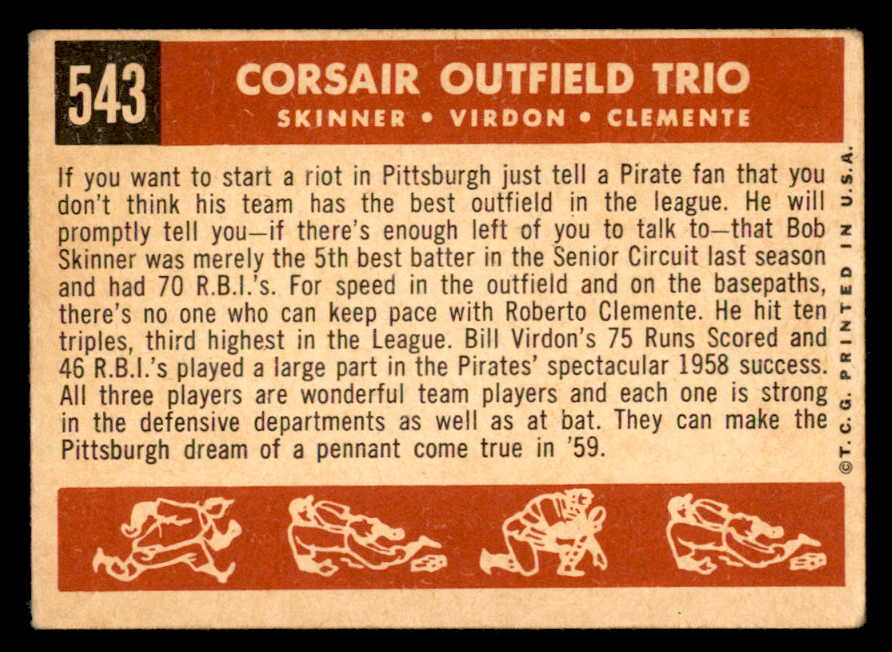 543
CORSAIR OUTFIELD TRIO
SKINNER • VIRDON • CLEMENTE
If you want to start a riot in Pittsburgh just tell a Pirate fan that you
don't think his team has the best outfield in the league. He will
promptly tell you—if there's enough left of you to talk to—that Bob
Skinner was merely the 5th best batter in the Senior Circuit last season
and had 70 R.B.I.'s. For speed in the outfield and on the basepaths,
there's no one who can keep pace with Roberto Clemente. He hit ten
triples, third highest in the League. Bill Virdon's 75 Runs Scored and
46 R.B.I.'s played a large part in the Pirates' spectacular 1958 success.
All three players are wonderful team players and each one is strong
in the defensive departments as well as at bat. They can make the
Pittsburgh dream of a pennant come true in '59.
©T. C. G. PRINTED IN U.S.A.